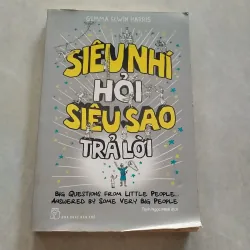 GEMMA ELWIN HARRIS
SIÊU NHÍ
HỎI
SIÊU SAO
TRẢ LỜI
BIG QUESTIONS FROM LITTLE PEOPLE...
ANSWERED BY SOME VERY BIG PEOPLE